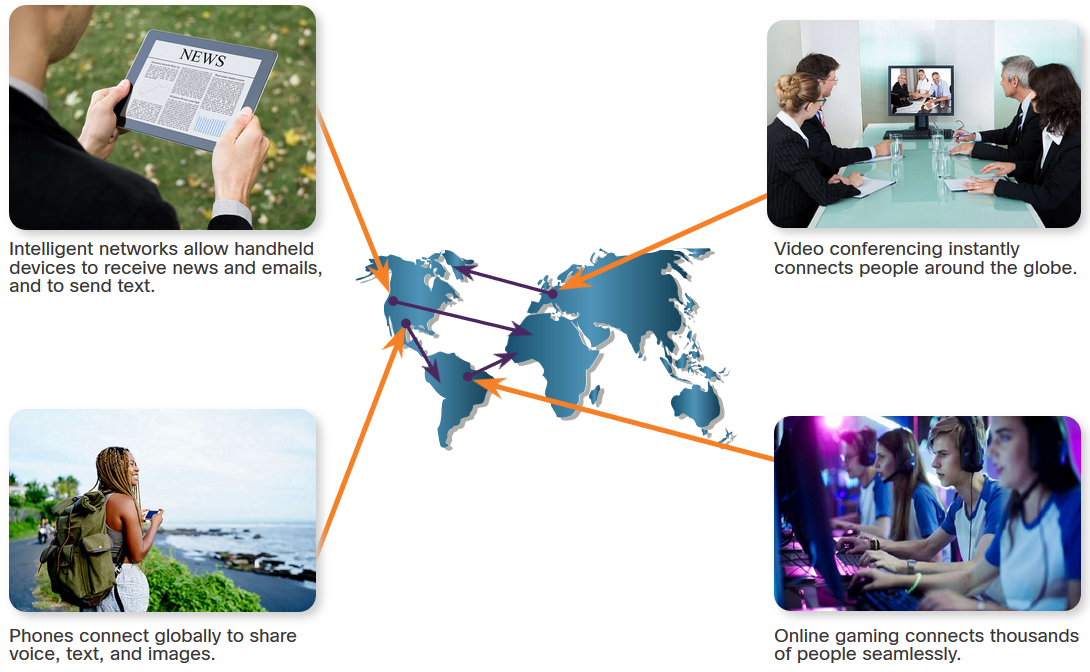 NEWS
Intelligent networks allow handheld
devices to receive news and emails,
and to send text.
Video conferencing instantly
connects people around the globe.
Phones connect globally to share
voice, text, and images.
Online gaming connects thousands
of people seamlessly.